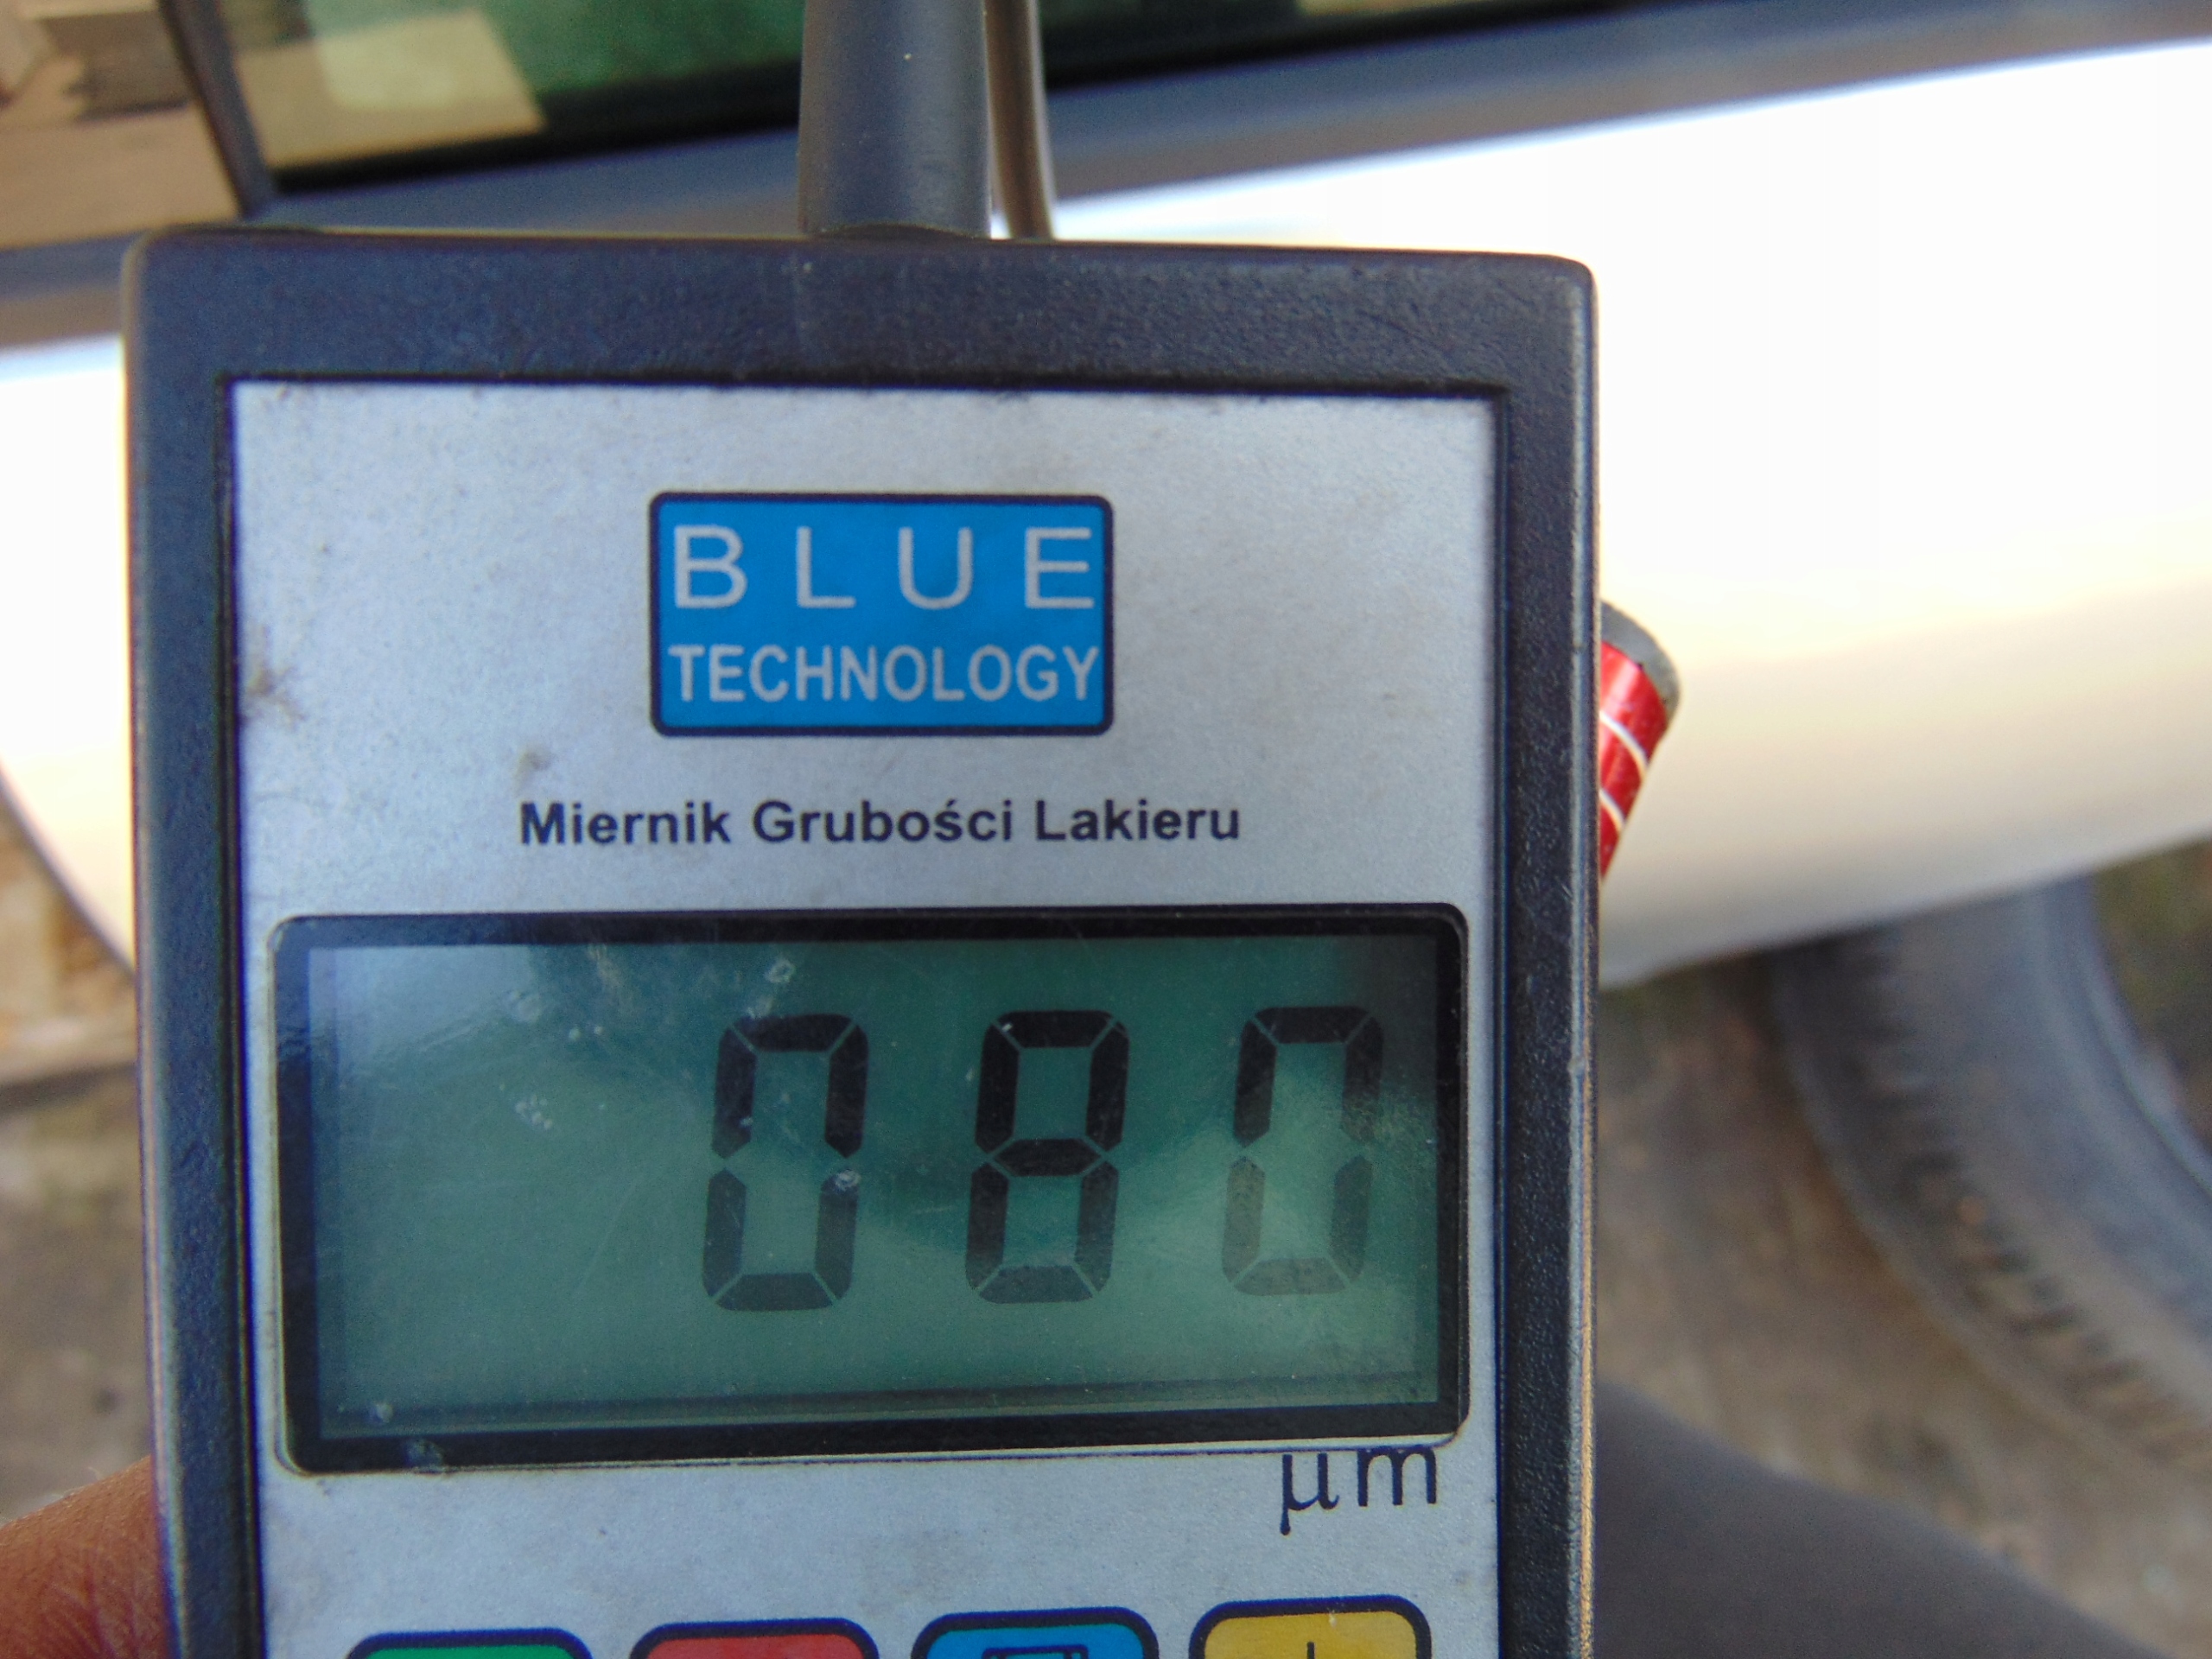 BLUE
TECHNOLOGY
Miernik Grubości Lakieru
080
µm